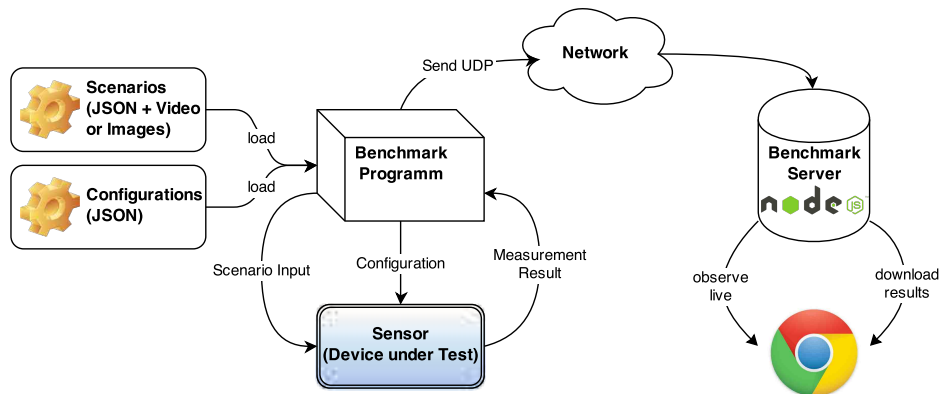 Send UDP
Network
Scenarios
(JSON + Video
or Images)
load
load
Configurations
(JSON)
Benchmark
Programm
Benchmark
Server
node JS
Scenario Input
Configuration
Measurement
Result
observe
live
download
results
Sensor
(Device under Test)